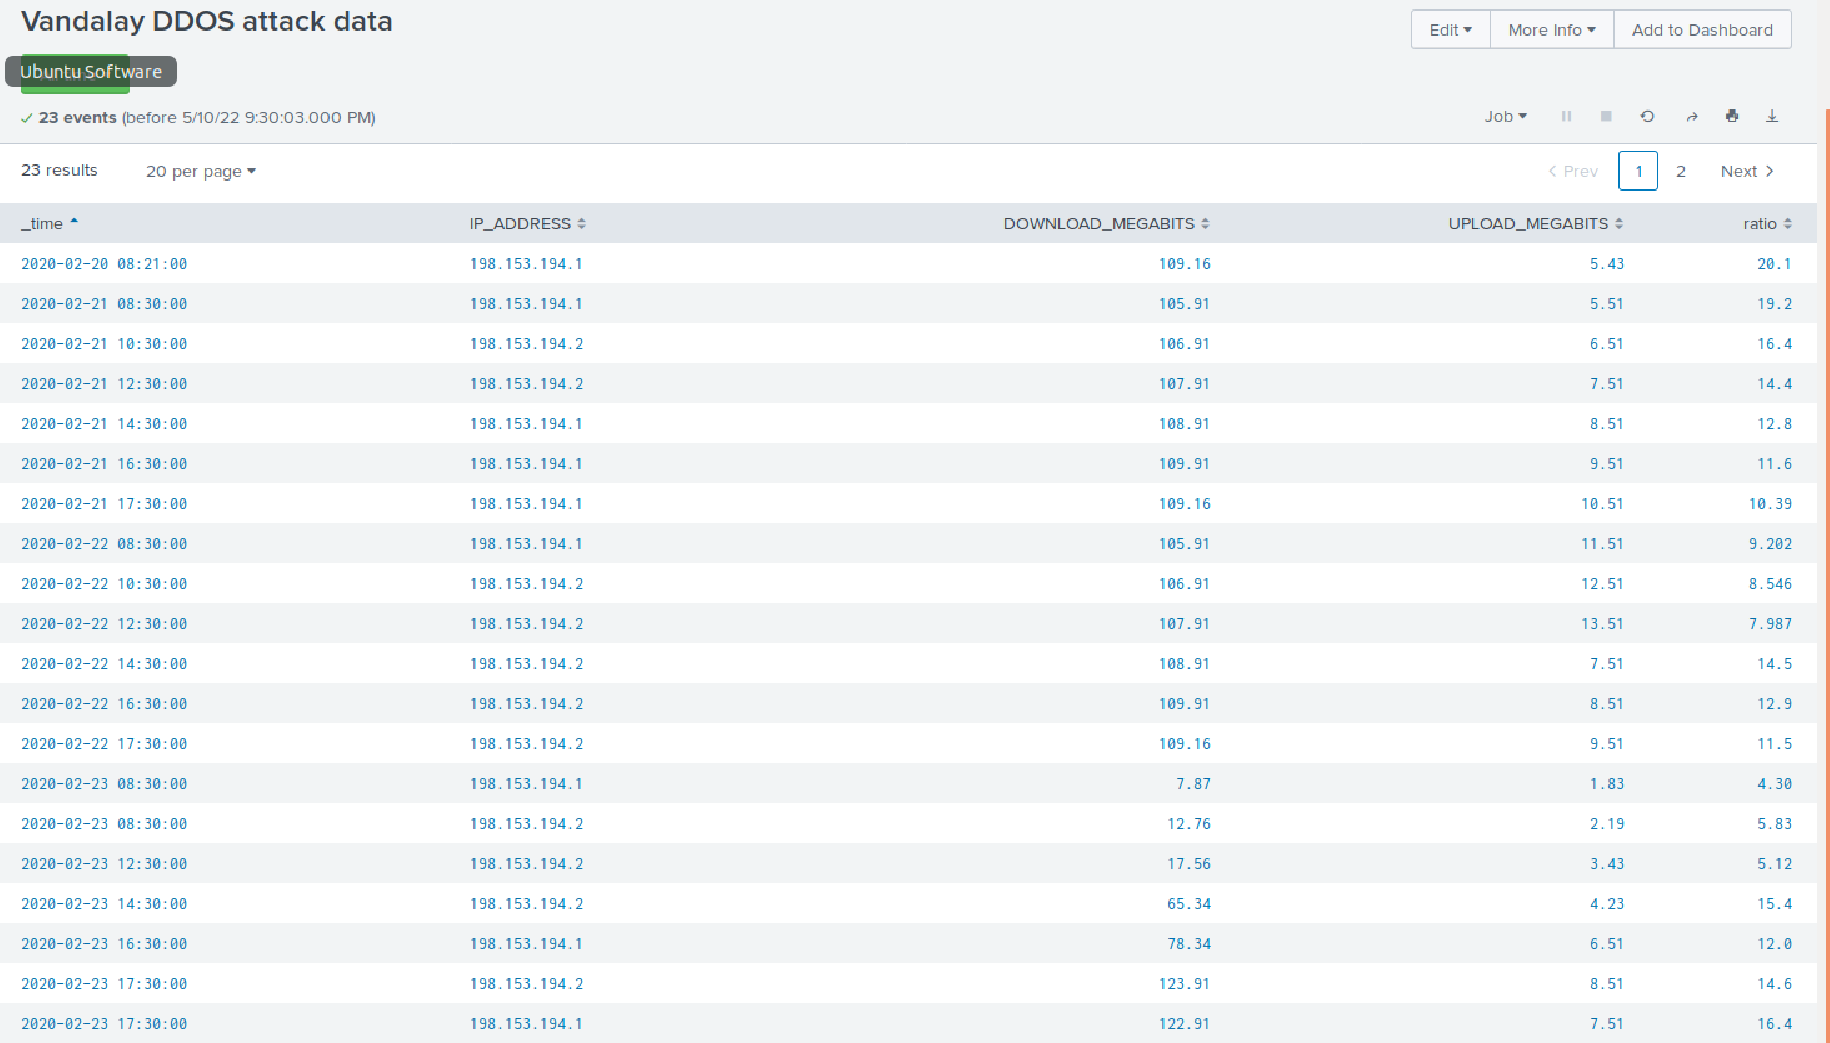 Vandalay DDOS attack data
Edit More Info Add to Dashboard
Ubuntu Software
23 events (before 5/10/22 9:30:03.000 PM)
Job
23 results 20 per page
Prev 1 2 Next
_time IP_ADDRESS DOWNLOAD_MEGABITS UPLOAD_MEGABITS ratio
2020-02-20 08:21:00 198.153.194.1 109.16 5.43 20.1
2020-02-21 08:30:00 198.153.194.1 105.91 5.51 19.2
2020-02-21 10:30:00 198.153.194.2 106.91 6.51 16.4
2020-02-21 12:30:00 198.153.194.2 107.91 7.51 14.4
2020-02-21 14:30:00 198.153.194.1 108.91 8.51 12.8
2020-02-21 16:30:00 198.153.194.1 109.91 9.51 11.6
2020-02-21 17:30:00 198.153.194.1 109.16 10.51 10.39
2020-02-22 08:30:00 198.153.194.1 105.91 11.51 9.202
2020-02-22 10:30:00 198.153.194.2 106.91 12.51 8.546
2020-02-22 12:30:00 198.153.194.2 107.91 13.51 7.987
2020-02-22 14:30:00 198.153.194.2 108.91 7.51 14.5
2020-02-22 16:30:00 198.153.194.2 109.91 8.51 12.9
2020-02-22 17:30:00 198.153.194.2 109.16 9.51 11.5
2020-02-23 08:30:00 198.153.194.1 7.87 1.83 4.30
2020-02-23 08:30:00 198.153.194.2 12.76 2.19 5.83
2020-02-23 12:30:00 198.153.194.2 17.56 3.43 5.12
2020-02-23 14:30:00 198.153.194.2 65.34 4.23 15.4
2020-02-23 16:30:00 198.153.194.1 78.34 6.51 12.0
2020-02-23 17:30:00 198.153.194.2 123.91 8.51 14.6
2020-02-23 17:30:00 198.153.194.1 122.91 7.51 16.4